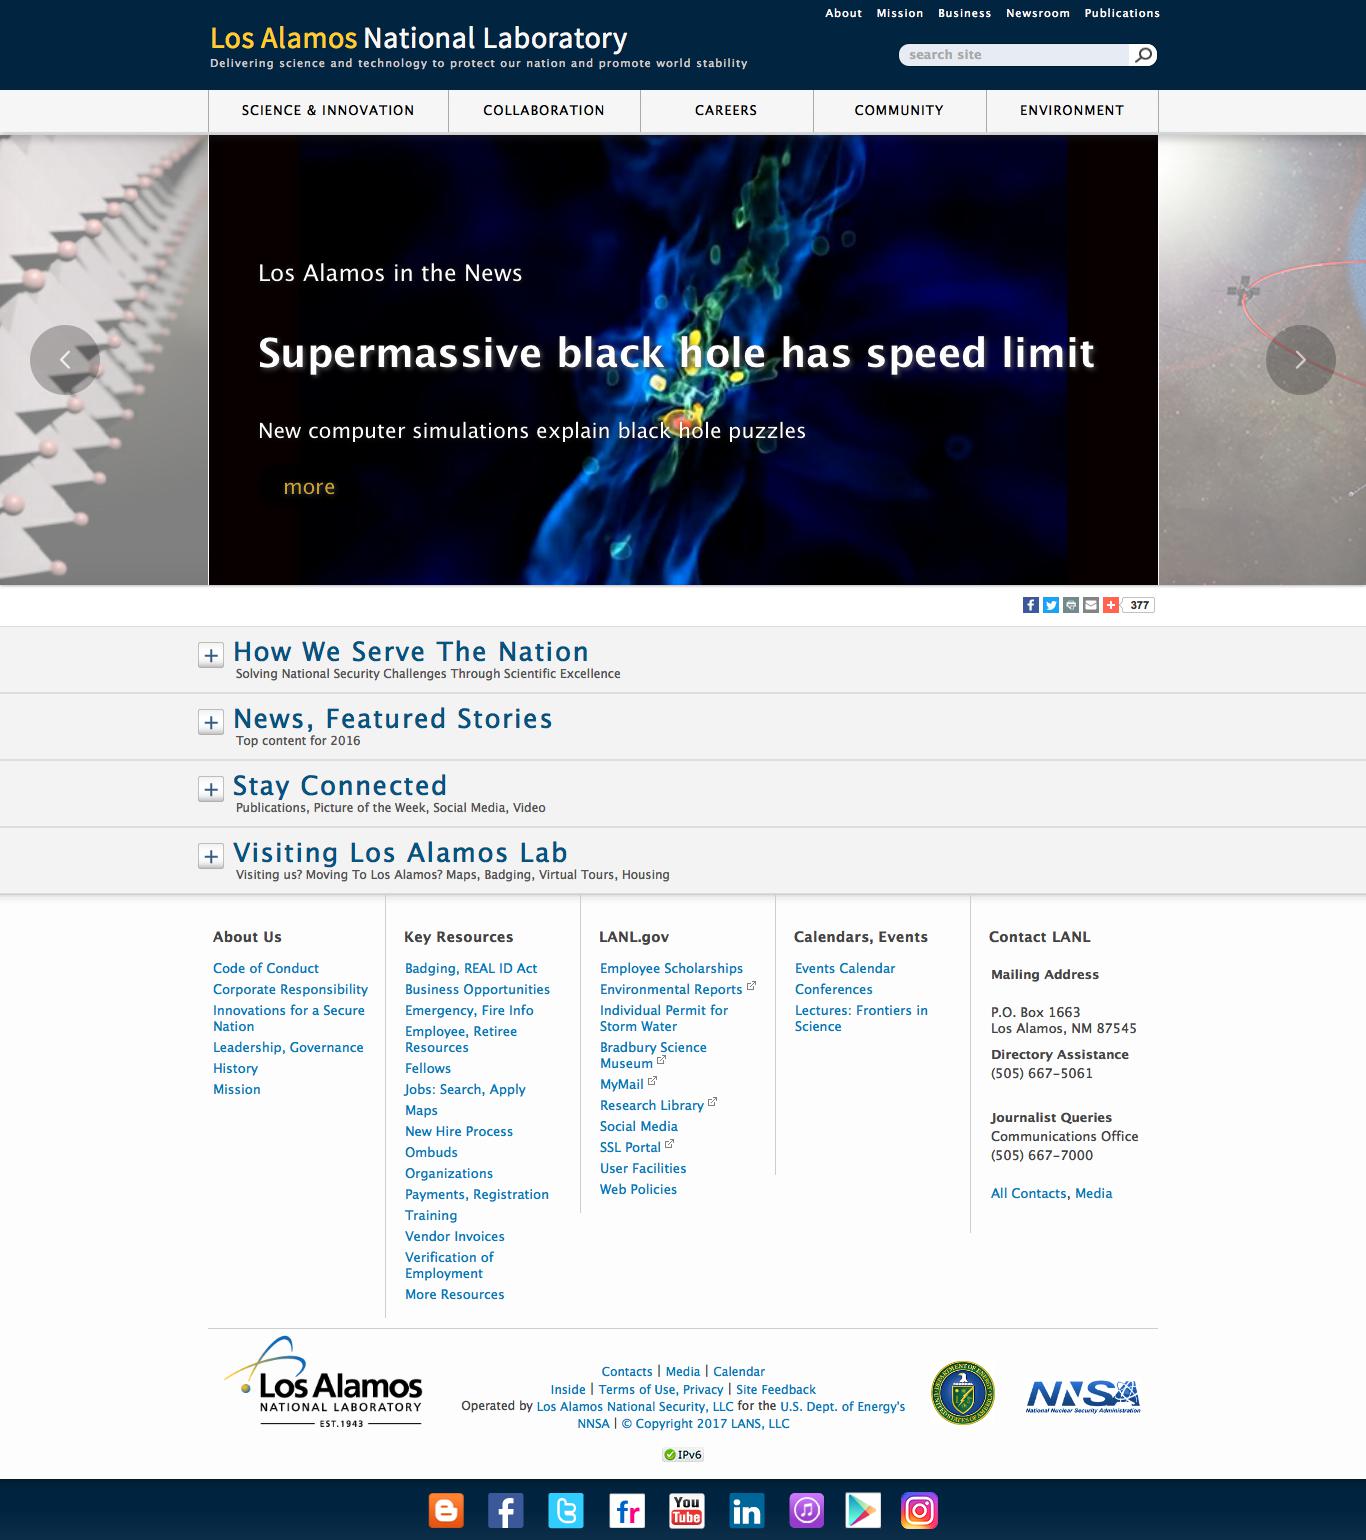 About Mission Business Newsroom Publications
Los Alamos National Laboratory
Delivering science and technology to protect our nation and promote world stability
search site
SCIENCE & INNOVATION COLLABORATION CAREERS COMMUNITY ENVIRONMENT
Los Alamos in the News
Supermassive black hole has speed limit
New computer simulations explain black hole puzzles
more
377
How We Serve The Nation
Solving National Security Challenges Through Scientific Excellence
News, Featured Stories
Top content for 2016
Stay Connected
Publications, Picture of the Week, Social Media, Video
Visiting Los Alamos Lab
Visiting us? Moving To Los Alamos? Maps, Badging, Virtual Tours, Housing
About Us
Code of Conduct
Corporate Responsibility
Innovations for a Secure
Nation
Leadership, Governance
History
Mission
Key Resources
Badging, REAL ID Act
Business Opportunities
Emergency, Fire Info
Employee, Retiree
Resources
Fellows
Jobs: Search, Apply
Maps
New Hire Process
Ombuds
Organizations
Payments, Registration
Training
Vendor Invoices
Verification of
Employment
More Resources
LANL.gov
Employee Scholarships
Environmental Reports
Individual Permit for
Storm Water
Bradbury Science
Museum
MyMail
Research Library
Social Media
SSL Portal
User Facilities
Web Policies
Calendars, Events
Events Calendar
Conferences
Lectures: Frontiers in
Science
Contact LANL
Mailing Address
P.O. Box 1663
Los Alamos, NM 87545
Directory Assistance
(505) 667-5061
Journalist Queries
Communications Office
(505) 667-7000
All Contacts, Media
Los Alamos
NATIONAL LABORATORY
EST.1943
Contacts | Media | Calendar
Inside | Terms of Use, Privacy | Site Feedback
Operated by Los Alamos National Security, LLC for the U.S. Dept. of Energy's
NNSA | © Copyright 2017 LANS, LLC
IPv6
NNSA
National Nuclear Security Administration
fr
You
Tube
in